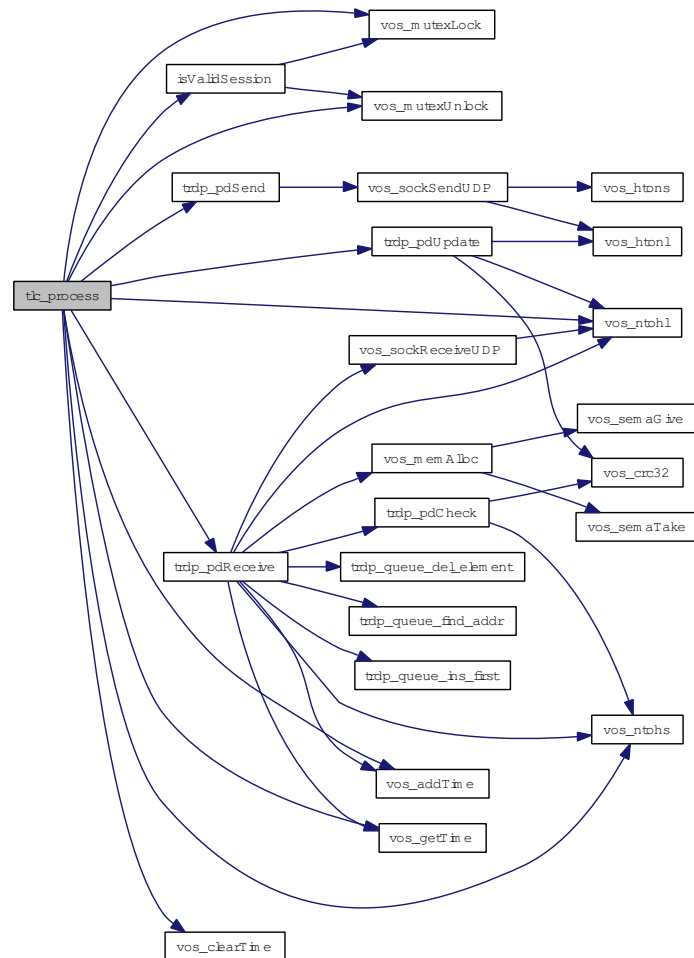 vos_mutexLock
isValidSession
vos_mutexUnlock
trdp_pdSend
vos_sockSendUDP
vos_htons
trdp_pdUpdate
vos_htonl
tlc_process
vos_ntohl
vos_sockReceiveUDP
vos_semaGive
vos_memAlloc
vos_crc32
trdp_pdCheck
vos_semaTake
trdp_pdReceive
trdp_queue_del_element
trdp_queue_find_addr
trdp_queue_ins_first
vos_ntohs
vos_addTime
vos_getTime
vos_clearTime